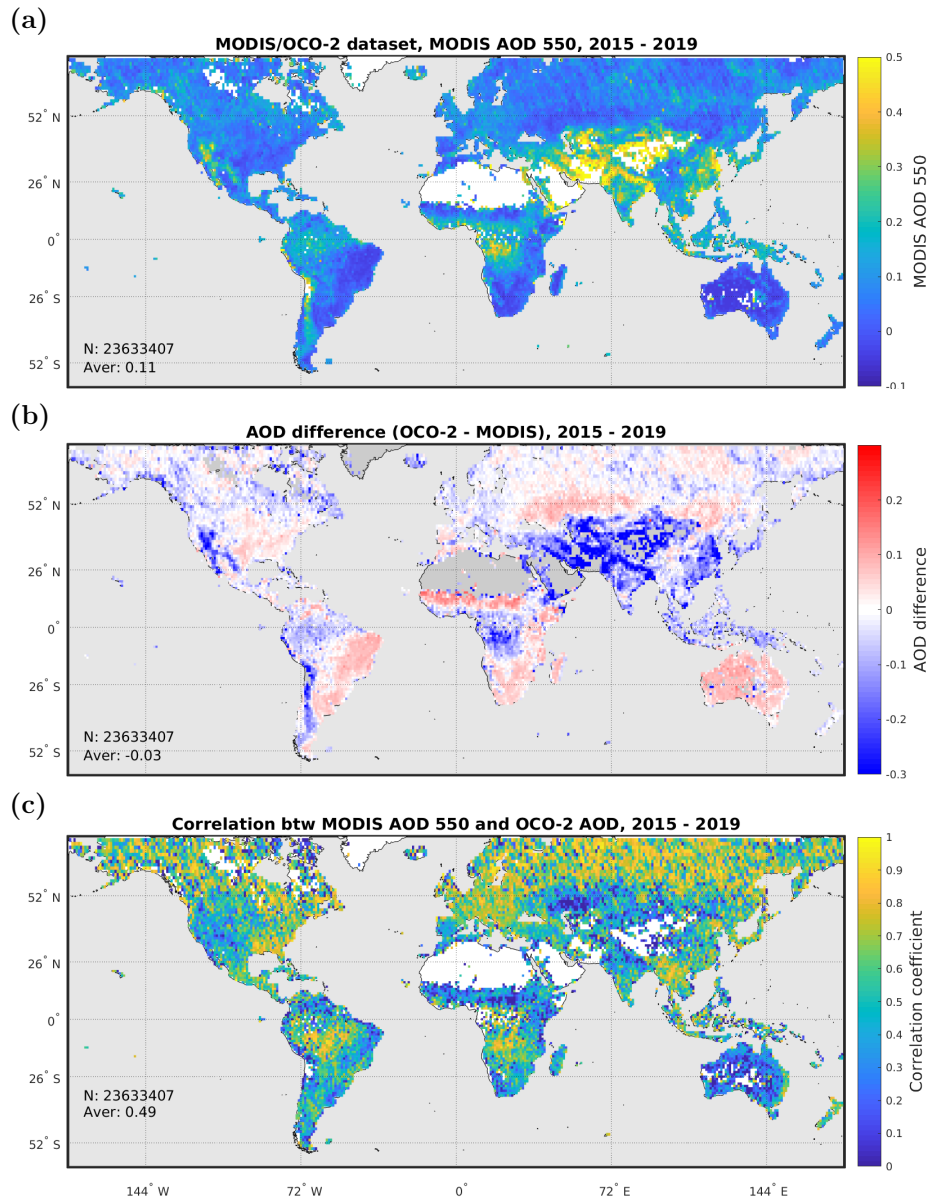 (a)
MODIS/OCO-2 dataset, MODIS AOD 550, 2015 - 2019
52° N
26° N
0°
26° S
52° S
N: 23633407
Aver: 0.11
0.5
0.4
0.3
0.2
0.1
0
-0.1
MODIS AOD 550
(b)
AOD difference (OCO-2 - MODIS), 2015 - 2019
52° N
26° N
0°
26° S
52° S
N: 23633407
Aver: -0.03
0.2
0.1
0
-0.1
-0.2
-0.3
AOD difference
(c)
Correlation btw MODIS AOD 550 and OCO-2 AOD, 2015 - 2019
52° N
26° N
0°
26° S
52° S
N: 23633407
Aver: 0.49
1
0.9
0.8
0.7
0.6
0.5
0.4
0.3
0.2
0.1
0
Correlation coefficient
144° W
72° W
0°
72° E
144° E